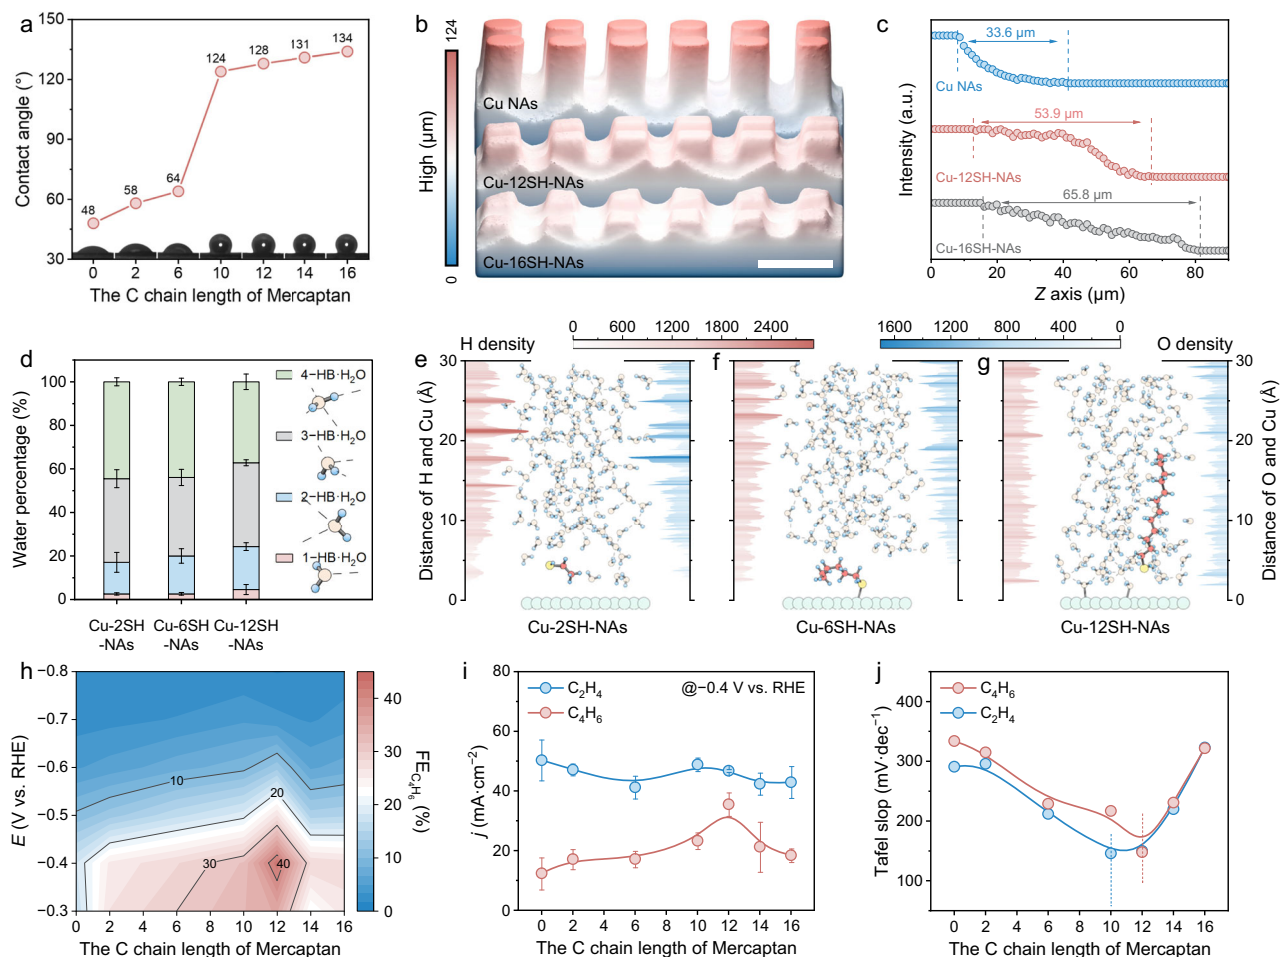 a
Contact angle (°)
150
120
90
60
30
48
58
64
124
128
131
134
0 2 6 10 12 14 16
The C chain length of Mercaptan
b
124
High (μm)
0
Cu NAs
Cu-12SH-NAs
Cu-16SH-NAs
c
Intensity (a.u.)
33.6 μm
Cu NAs
53.9 μm
Cu-12SH-NAs
65.8 μm
Cu-16SH-NAs
0 20 40 60 80
Z axis (μm)
d
Water percentage (%)
100
80
60
40
20
0
4−HB·H₂O
3−HB·H₂O
2−HB·H₂O
1−HB·H₂O
Cu-2SH
-NAs
Cu-6SH
-NAs
Cu-12SH
-NAs
0 600 1200 1800 2400
H density
1600 1200 800 400 0
O density
e
Distance of H and Cu (Å)
30
20
10
0
Cu-2SH-NAs
f
Cu-6SH-NAs
g
Cu-12SH-NAs
30
20
10
0
Distance of O and Cu (Å)
h
E (V vs. RHE)
−0.8
−0.7
−0.6
−0.5
−0.4
−0.3
10
20
30
40
0 2 4 6 8 10 12 14 16
The C chain length of Mercaptan
40
30
20
10
0
FE C₄H₆ (%)
i
j (mA·cm⁻²)
80
60
40
20
0
C₂H₄
C₄H₆
@−0.4 V vs. RHE
0 2 4 6 8 10 12 14 16
The C chain length of Mercaptan
j
Tafel slop (mV·dec⁻¹)
400
300
200
100
C₄H₆
C₂H₄
0 2 4 6 8 10 12 14 16
The C chain length of Mercaptan